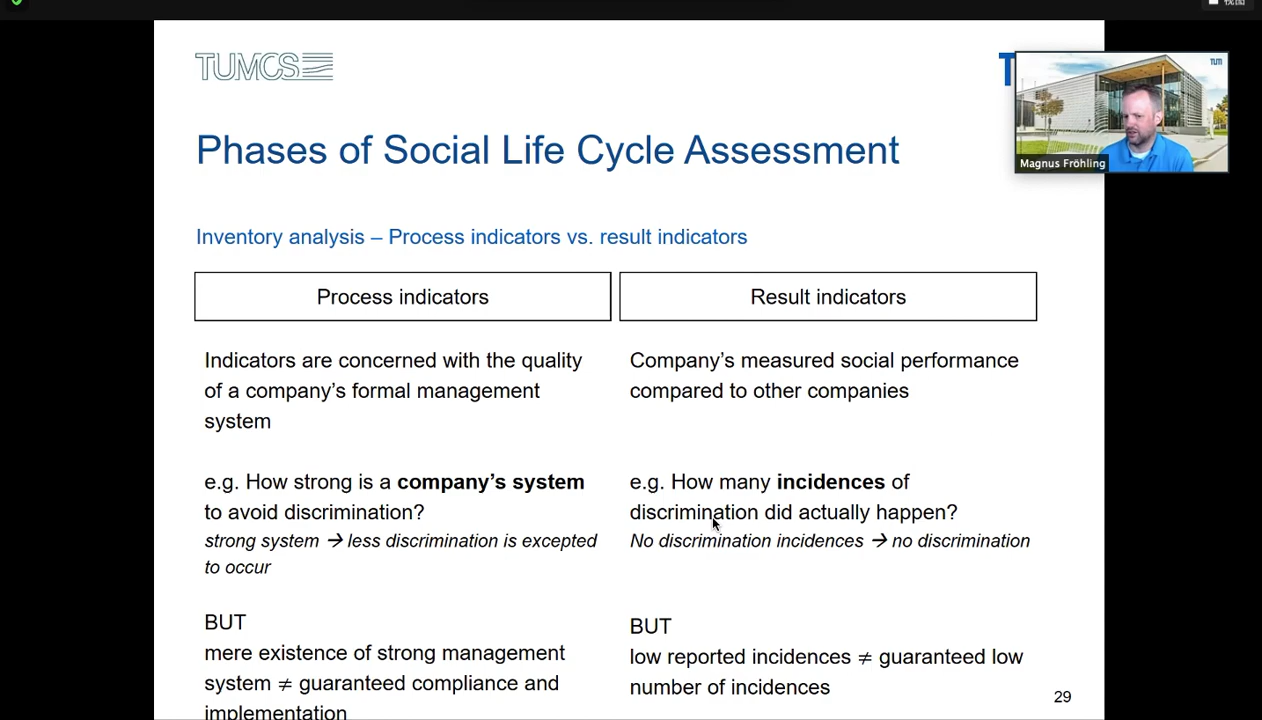 TUMCS
T
TUM
Magnus Fröhling
Phases of Social Life Cycle Assessment
Inventory analysis – Process indicators vs. result indicators
Process indicators
Indicators are concerned with the quality
of a company’s formal management
system
e.g. How strong is a company’s system
to avoid discrimination?
strong system → less discrimination is excepted
to occur
BUT
mere existence of strong management
system ≠ guaranteed compliance and
implementation
Result indicators
Company’s measured social performance
compared to other companies
e.g. How many incidences of
discrimination did actually happen?
No discrimination incidences → no discrimination
BUT
low reported incidences ≠ guaranteed low
number of incidences
29